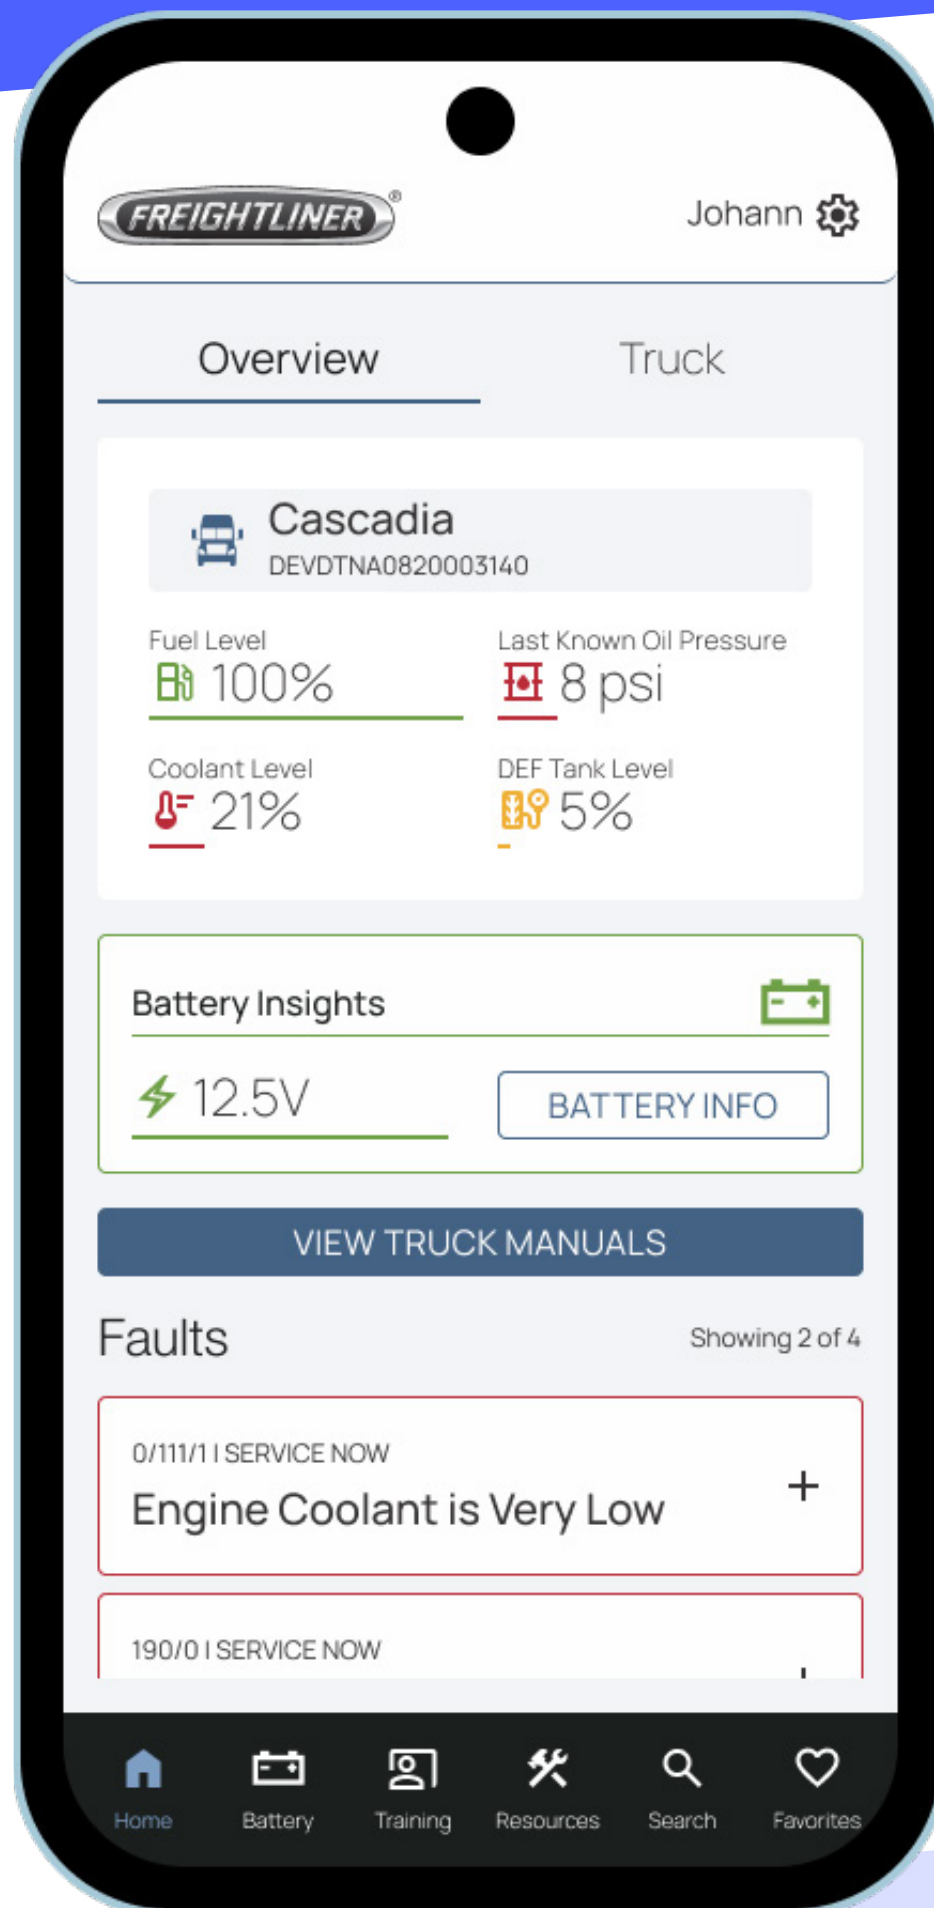 FREIGHTLINER®
Johann
Overview
Truck
Cascadia
DEVDTNA0820003140
Fuel Level
100%
Last Known Oil Pressure
8 psi
Coolant Level
21%
DEF Tank Level
5%
Battery Insights
12.5V
BATTERY INFO
VIEW TRUCK MANUALS
Faults
Showing 2 of 4
0/111/1 | SERVICE NOW
Engine Coolant is Very Low
190/0 | SERVICE NOW
Home
Battery
Training
Resources
Search
Favorites